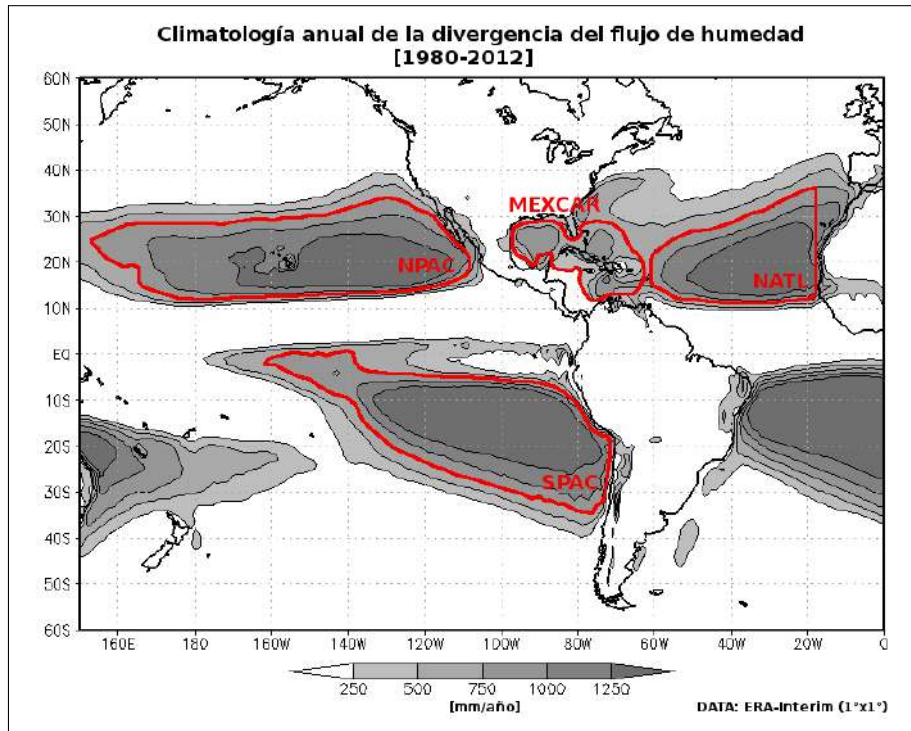 Climatología anual de la divergencia del flujo de humedad
[1980-2012]
60N
50N
40N
30N
20N
10N
EQ
10S
20S
30S
40S
50S
60S
MEXCAR
NPAC
NATL
SPAC
160E 180 160W 140W 120W 100W 80W 60W 40W 20W 0
250 500 750 1000 1250
[mm/año]
DATA: ERA-Interim (1°x1°)